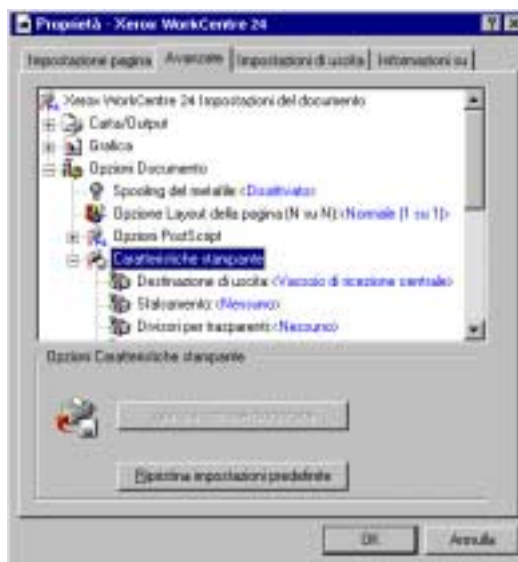 Proprietà - Xerox WorkCentre 24
Impostazione pagina Avanzate Impostazioni di uscita Informazioni su
Xerox WorkCentre 24 Impostazioni del documento
Carta/Output
Grafica
Opzioni Documento
Spooling del metafile: <Disattivato>
Opzione Layout della pagina (N su N): <Normale (1 su 1)>
Opzioni PostScript
Caratteristiche stampante
Destinazione di uscita: <Vassoio di ricezione centrale>
Sfalsamento: <Nessuno>
Divisori per trasparenti: <Nessuno>
Opzioni Caratteristiche stampante
Ripristina impostazioni predefinite
OK Annulla